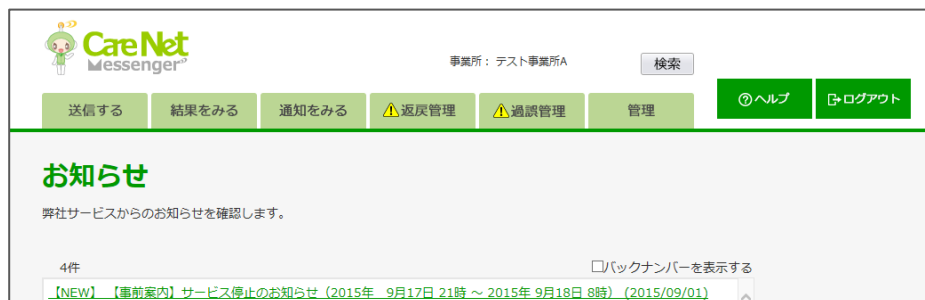 Care Net
Messenger
事業所： テスト事業所A
検索
送信する
結果をみる
通知をみる
返戻管理
過誤管理
管理
ヘルプ
ログアウト
お知らせ
弊社サービスからのお知らせを確認します。
4件
バックナンバーを表示する
【NEW】 【事前案内】サービス停止のお知らせ（2015年 9月17日 21時 ～ 2015年 9月18日 8時） (2015/09/01)